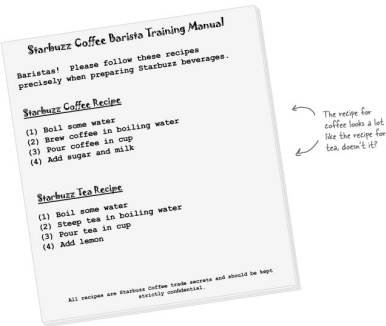 Starbuzz Coffee Barista Training Manual
Baristas! Please follow these recipes
precisely when preparing Starbuzz beverages.
Starbuzz Coffee Recipe
(1) Boil some water
(2) Brew coffee in boiling water
(3) Pour coffee in cup
(4) Add sugar and milk
Starbuzz Tea Recipe
(1) Boil some water
(2) Steep tea in boiling water
(3) Pour tea in cup
(4) Add lemon
All recipes are Starbuzz Coffee trade secrets and should be kept
strictly confidential.
The recipe for
coffee looks a lot
like the recipe for
tea, doesn't it?